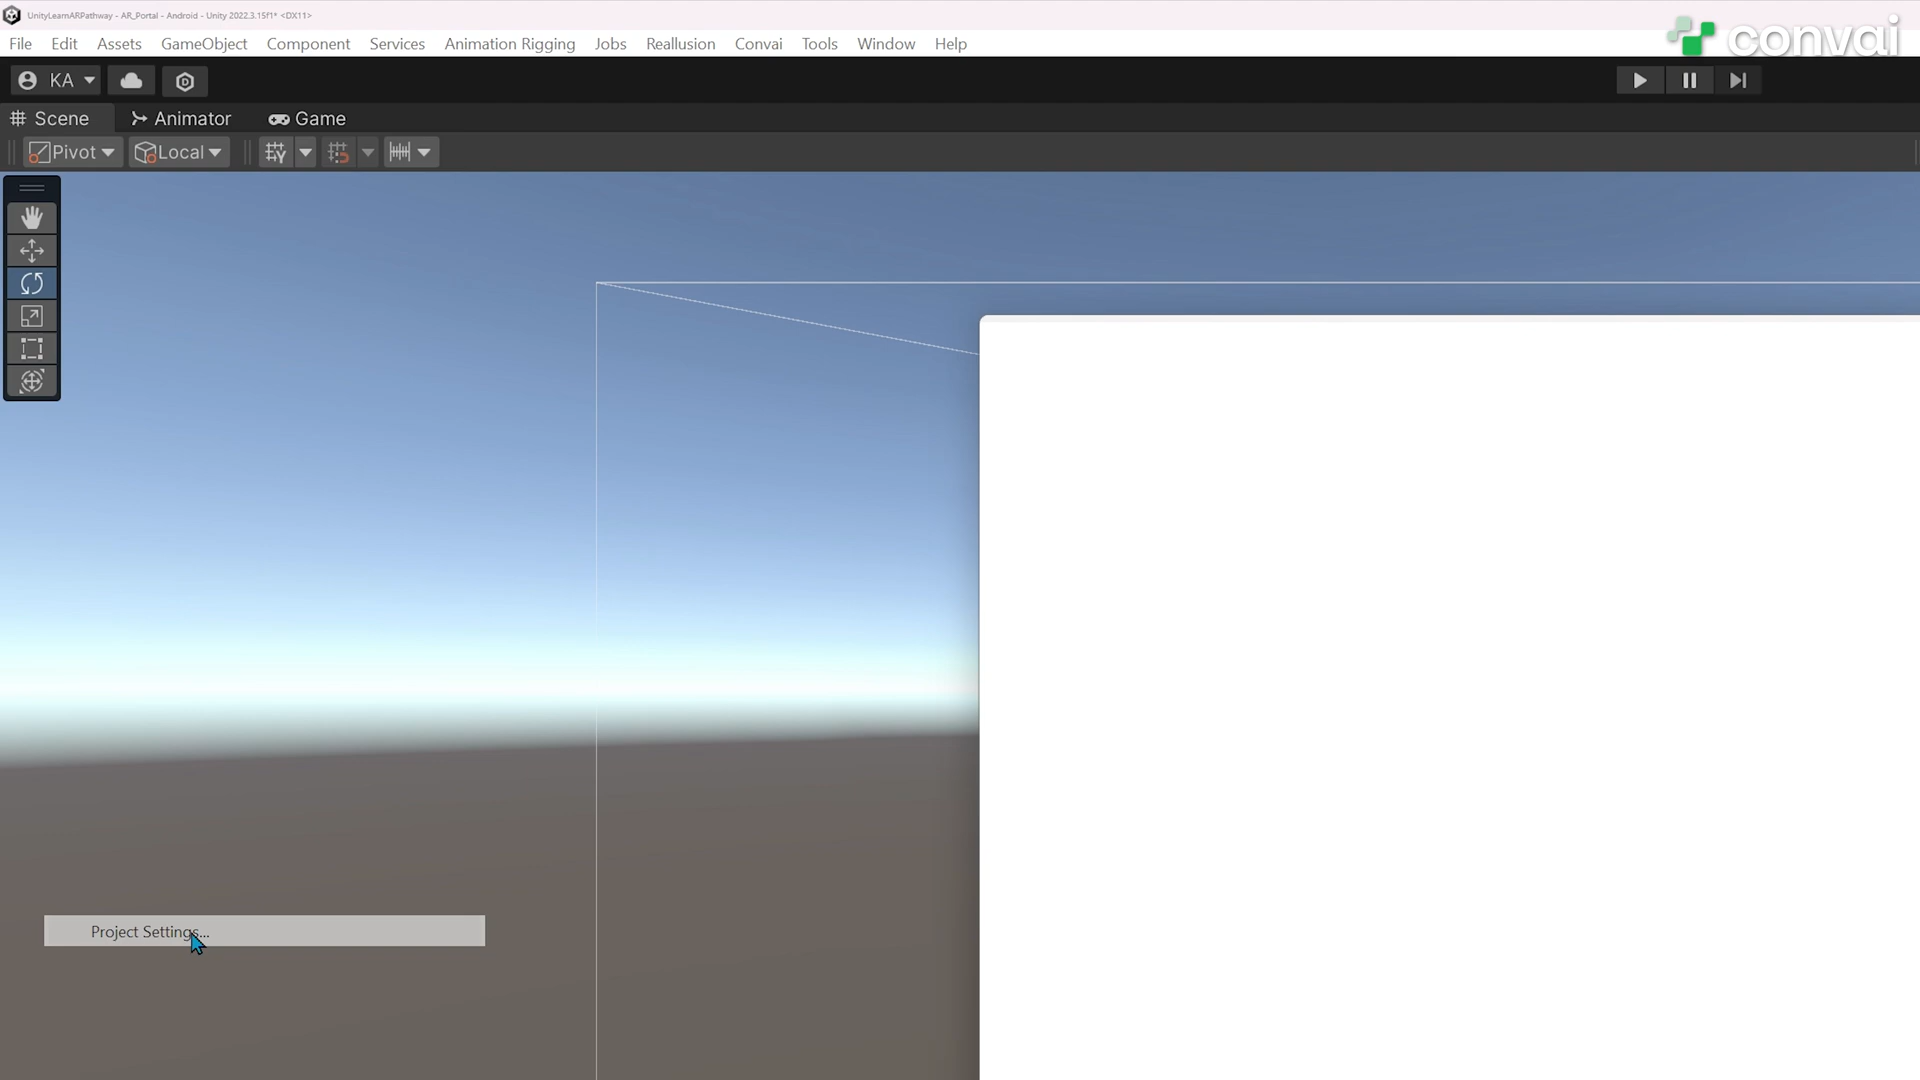 UnityLearnARPathway - AR_Portal - Android - Unity 2022.3.15f1* <DX11>
convai
File Edit Assets GameObject Component Services Animation Rigging Jobs Reallusion Convai Tools Window Help
KA
Scene Animator Game
Pivot Local
Project Settings...